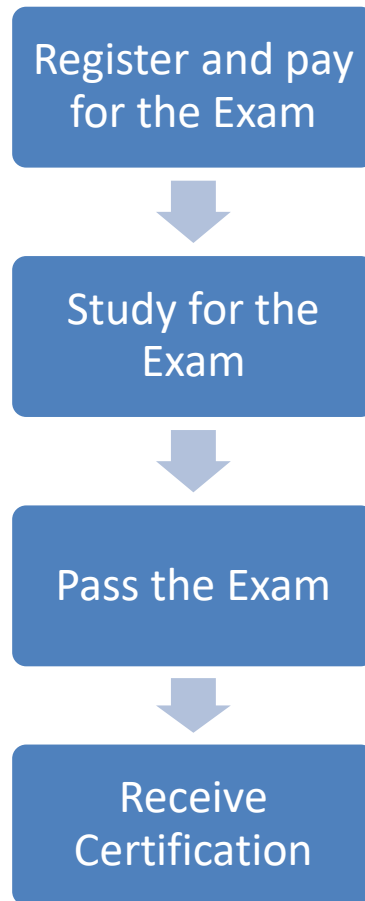 Register and pay
for the Exam
Study for the
Exam
Pass the Exam
Receive
Certification